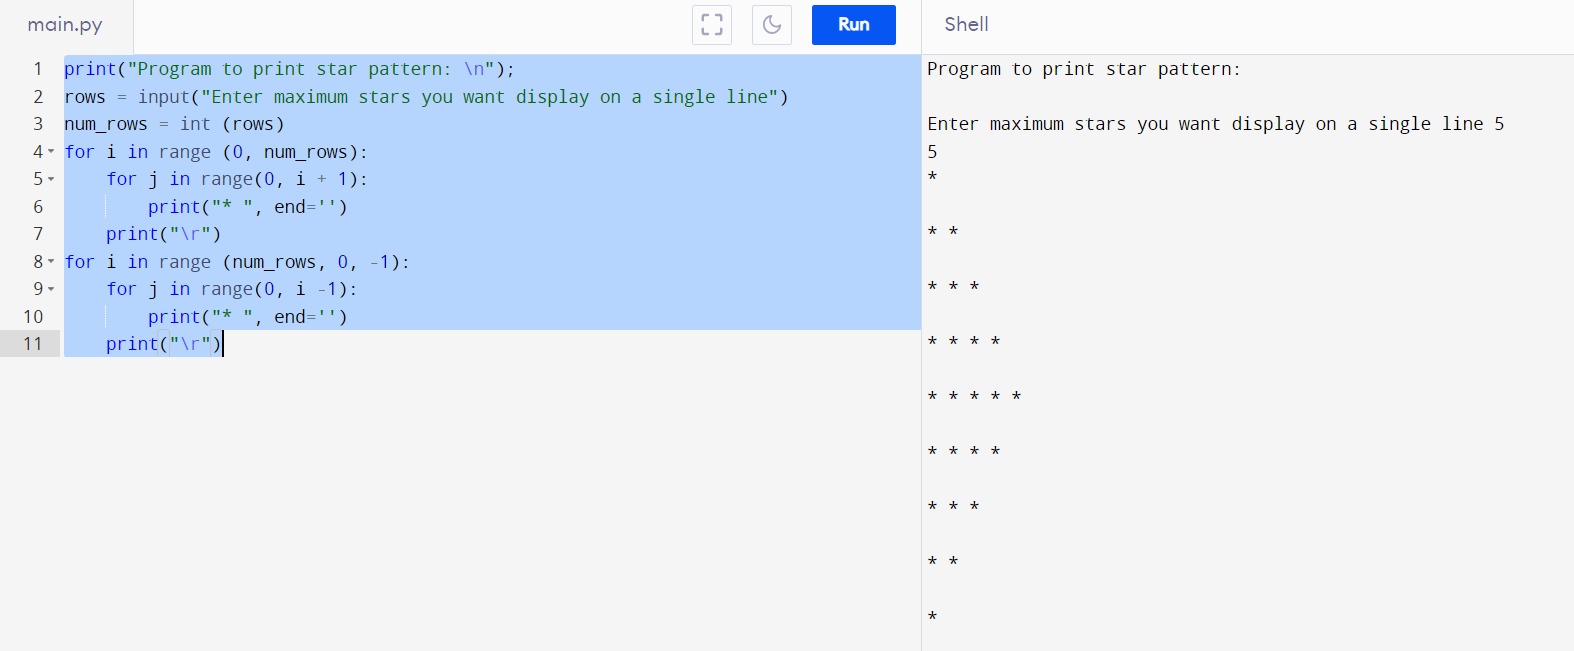 main.py
Run
Shell
1 print("Program to print star pattern: \n");
2 rows = input("Enter maximum stars you want display on a single line")
3 num_rows = int (rows)
4 for i in range (0, num_rows):
5     for j in range(0, i + 1):
6         print("* ", end='')
7     print("\r")
8 for i in range (num_rows, 0, -1):
9     for j in range(0, i -1):
10         print("* ", end='')
11     print("\r")
Program to print star pattern:
Enter maximum stars you want display on a single line 5
5
*
* *
* * *
* * * *
* * * * *
* * * *
* * *
* *
*